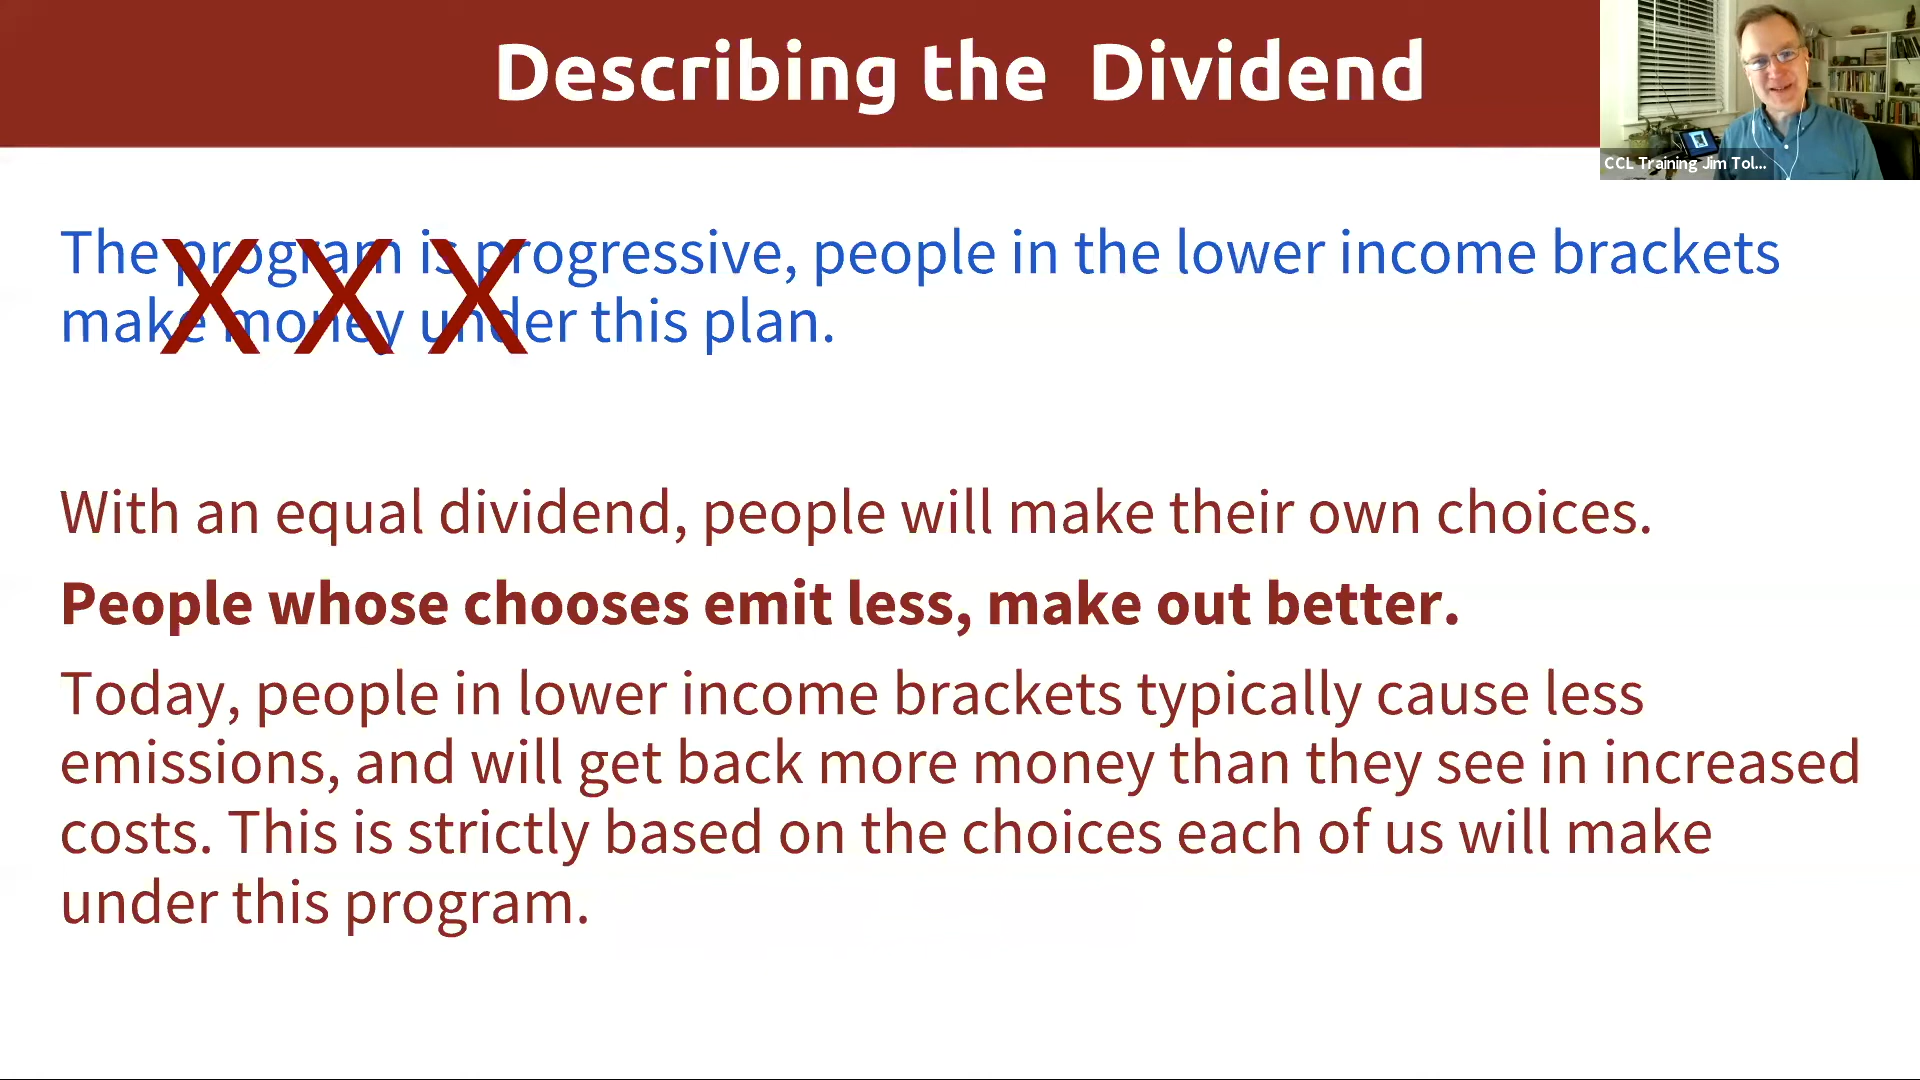 Describing the Dividend
CCL Training Jim Tol...
The program is progressive, people in the lower income brackets
make money under this plan.
X X X
With an equal dividend, people will make their own choices.
People whose chooses emit less, make out better.
Today, people in lower income brackets typically cause less
emissions, and will get back more money than they see in increased
costs. This is strictly based on the choices each of us will make
under this program.